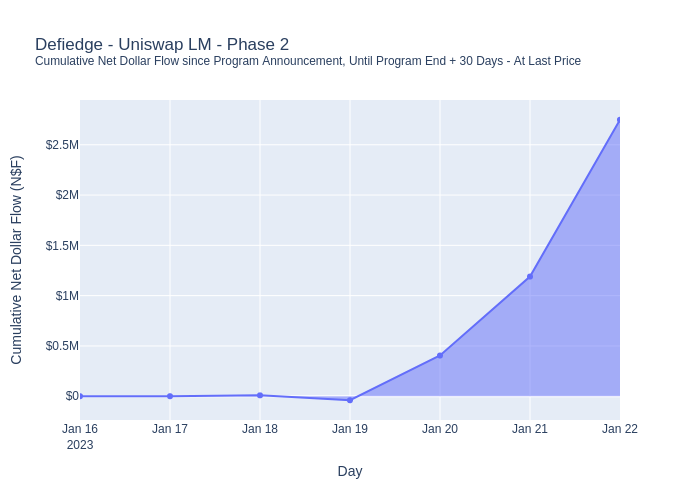 Defiedge - Uniswap LM - Phase 2
Cumulative Net Dollar Flow since Program Announcement, Until Program End + 30 Days - At Last Price
Cumulative Net Dollar Flow (N$F)
$2.5M
$2M
$1.5M
$1M
$0.5M
$0
Jan 16 Jan 17 Jan 18 Jan 19 Jan 20 Jan 21 Jan 22
2023
Day